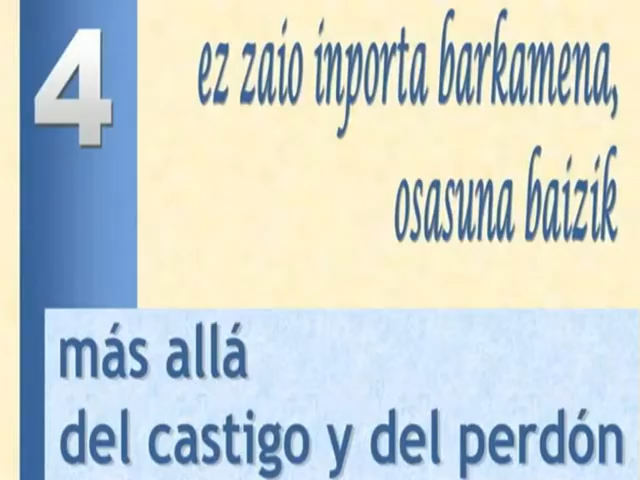 4
ez zaio inporta barkamena,
osasuna baizik
más allá
del castigo y del perdón